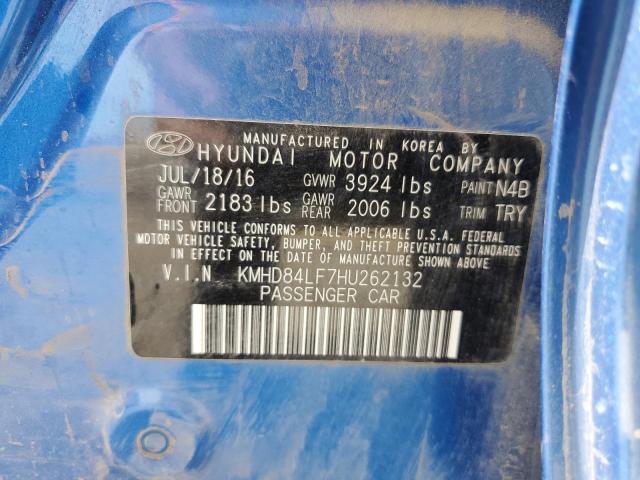 MANUFACTURED IN KOREA BY
HYUNDAI MOTOR COMPANY
JUL/18/16 GVWR 3924 lbs PAINT N4B
GAWR FRONT 2183 lbs GAWR REAR 2006 lbs TRIM TRY
THIS VEHICLE CONFORMS TO ALL APPLICABLE U.S.A. FEDERAL
MOTOR VEHICLE SAFETY, BUMPER, AND THEFT PREVENTION STANDARDS
IN EFFECT ON THE DATE OF MANUFACTURE SHOWN ABOVE.
V.I.N KMHD84LF7HU262132
PASSENGER CAR